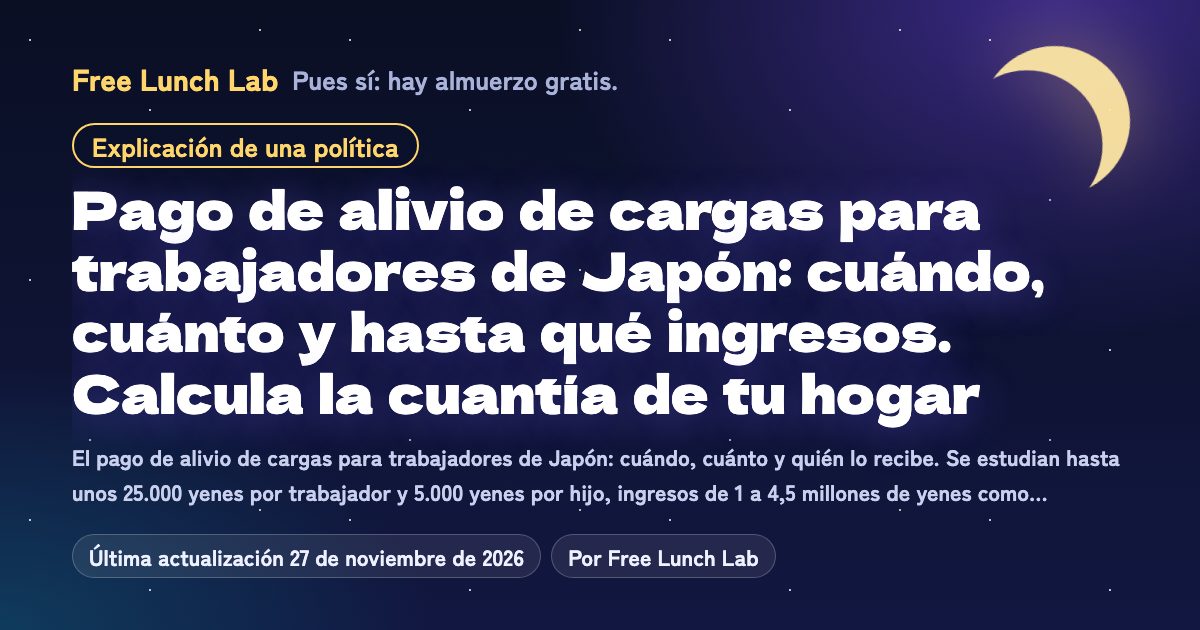 Free Lunch Lab Pues sí: hay almuerzo gratis.
Explicación de una política
Pago de alivio de cargas para
trabajadores de Japón: cuándo,
cuánto y hasta qué ingresos.
Calcula la cuantía de tu hogar
El pago de alivio de cargas para trabajadores de Japón: cuándo, cuánto y quién lo recibe. Se estudian hasta
unos 25.000 yenes por trabajador y 5.000 yenes por hijo, ingresos de 1 a 4,5 millones de yenes como...
Última actualización 27 de noviembre de 2026
Por Free Lunch Lab